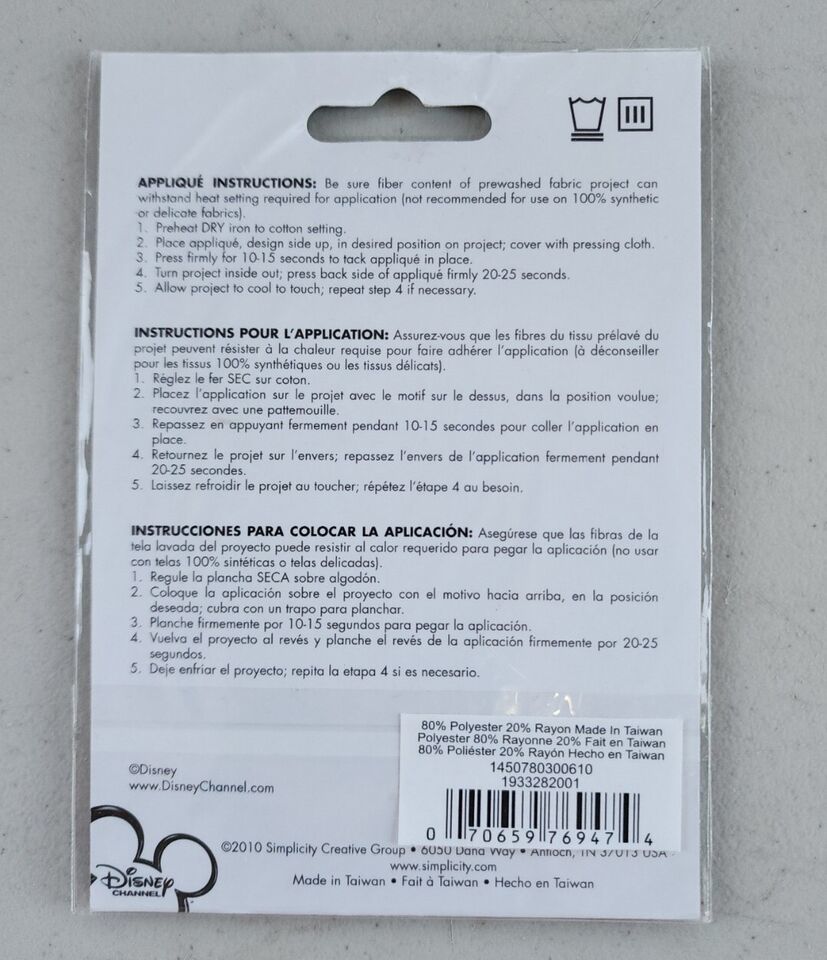 APPLIQUÉ INSTRUCTIONS: Be sure fiber content of prewashed fabric project can
withstand heat setting required for application (not recommended for use on 100% synthetic
or delicate fabrics).
1. Preheat DRY iron to cotton setting.
2. Place appliqué, design side up, in desired position on project; cover with pressing cloth.
3. Press firmly for 10-15 seconds to tack appliqué in place.
4. Turn project inside out; press back side of appliqué firmly 20-25 seconds.
5. Allow project to cool to touch; repeat step 4 if necessary.
INSTRUCTIONS POUR L'APPLICATION: Assurez-vous que les fibres du tissu prélavé du
projet peuvent résister à la chaleur requise pour faire adhérer l'application (à déconseiller
pour les tissus 100% synthétiques ou les tissus délicats).
1. Réglez le fer SEC sur coton.
2. Placez l'application sur le projet avec le motif sur le dessus, dans la position voulue;
recouvrez avec une pattemouille.
3. Repassez en appuyant fermement pendant 10-15 secondes pour coller l'application en
place.
4. Retournez le projet sur l'envers; repassez l'envers de l'application fermement pendant
20-25 secondes.
5. Laissez refroidir le projet au toucher; répétez l'étape 4 au besoin.
INSTRUCCIONES PARA COLOCAR LA APLICACIÓN: Asegúrese que las fibras de la
tela lavada del proyecto puede resistir al calor requerido para pegar la aplicación (no usar
con telas 100% sintéticas o telas delicadas).
1. Regule la plancha SECA sobre algodón.
2. Coloque la aplicación sobre el proyecto con el motivo hacia arriba, en la posición
deseada; cubra con un trapo para planchar.
3. Planche firmemente por 10-15 segundos para pegar la aplicación.
4. Vuelva el proyecto al revés y planche el revés de la aplicación firmemente por 20-25
segundos.
5. Deje enfriar el proyecto; repita la etapa 4 si es necesario.
80% Polyester 20% Rayon Made In Taiwan
Polyester 80% Rayonne 20% Fait en Taiwan
80% Poliéster 20% Rayón Hecho en Taiwan
1450780300610
1933282001
0 70659 76947 4
©Disney
www.DisneyChannel.com
DISNEY
CHANNEL
©2010 Simplicity Creative Group • 6050 Dana Way • Antioch, TN 37013 USA
www.simplicity.com
Made in Taiwan • Fait à Taiwan • Hecho en Taiwan